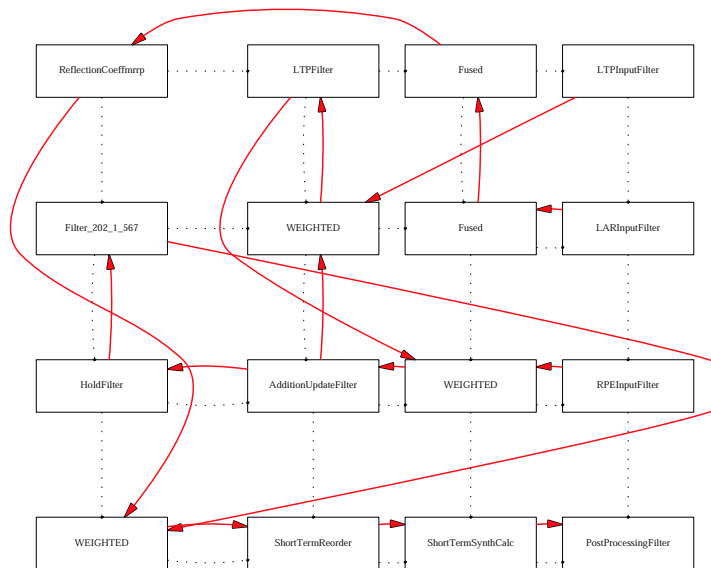 ReflectionCoeffmrrp
LTPFilter
Fused
LTPInputFilter
Filter_202_1_567
WEIGHTED
Fused
LARInputFilter
HoldFilter
AdditionUpdateFilter
WEIGHTED
RPEInputFilter
WEIGHTED
ShortTermReorder
ShortTermSynthCalc
PostProcessingFilter